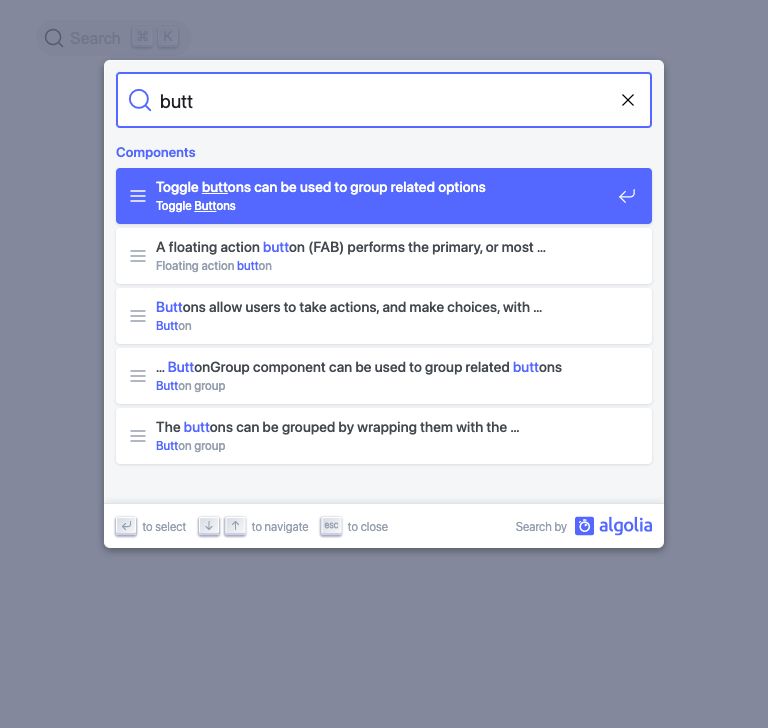 Search ⌘ K
butt
Components
Toggle buttons can be used to group related options
Toggle Buttons
A floating action button (FAB) performs the primary, or most ...
Floating action button
Buttons allow users to take actions, and make choices, with ...
Button
... ButtonGroup component can be used to group related buttons
Button group
The buttons can be grouped by wrapping them with the ...
Button group
to select to navigate esc to close Search by algolia